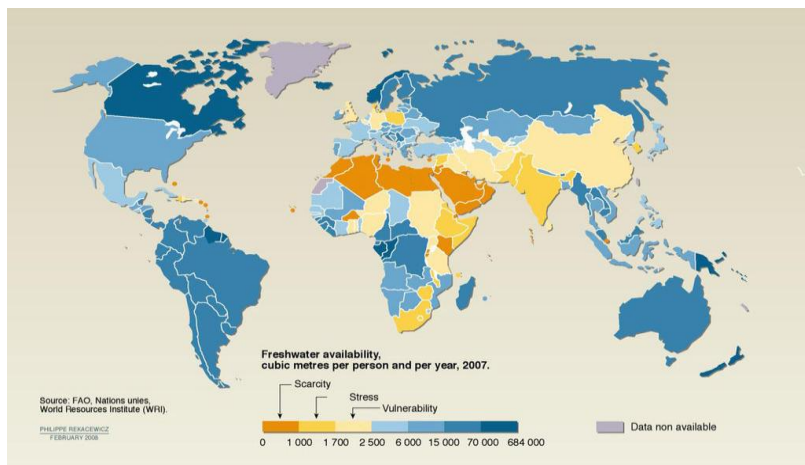 Freshwater availability,
cubic metres per person and per year, 2007.
Scarcity
Stress
Vulnerability
0 1 000 1 700 2 500 6 000 15 000 70 000 684 000
Data non available
Source: FAO, Nations unies,
World Resources Institute (WRI).
PHILIPPE REKACEWICZ
FEBRUARY 2008